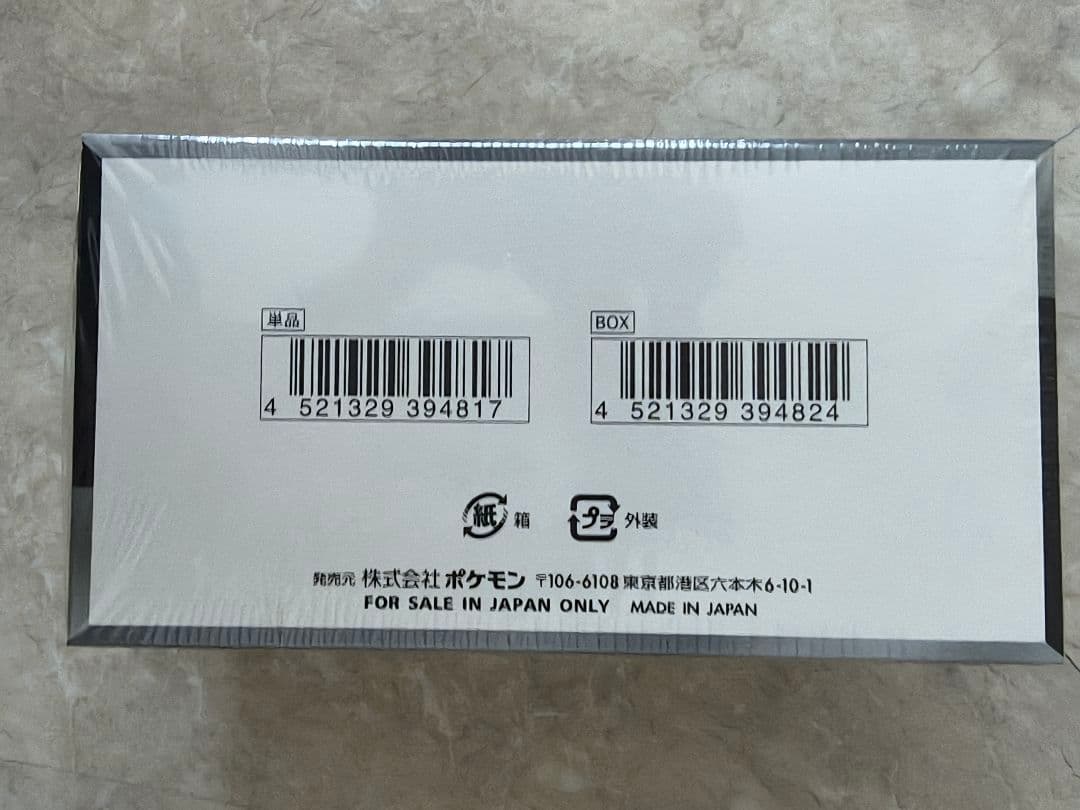 単品
BOX
4 521329 394817
4 521329 394824
紙 箱
プラ 外装
発売元 株式会社 ポケモン 〒106-6108 東京都港区六本木6-10-1
FOR SALE IN JAPAN ONLY MADE IN JAPAN